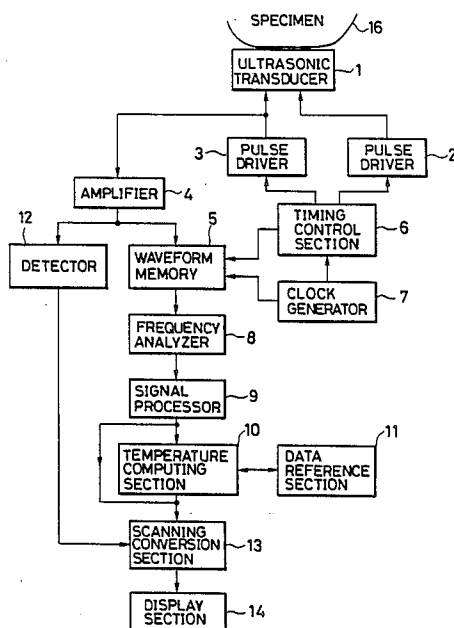 SPECIMEN
16
ULTRASONIC
TRANSDUCER
1
3
PULSE
DRIVER
PULSE
DRIVER
2
AMPLIFIER
4
12
DETECTOR
5
WAVEFORM
MEMORY
TIMING
CONTROL
SECTION
6
CLOCK
GENERATOR
7
FREQUENCY
ANALYZER
8
SIGNAL
PROCESSOR
9
10
TEMPERATURE
COMPUTING
SECTION
11
DATA
REFERENCE
SECTION
SCANNING
CONVERSION
SECTION
13
DISPLAY
SECTION
14